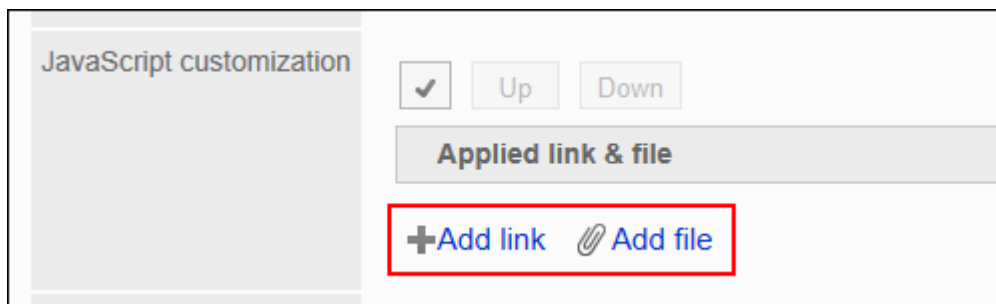 JavaScript customization
Up Down
Applied link & file
Add link Add file